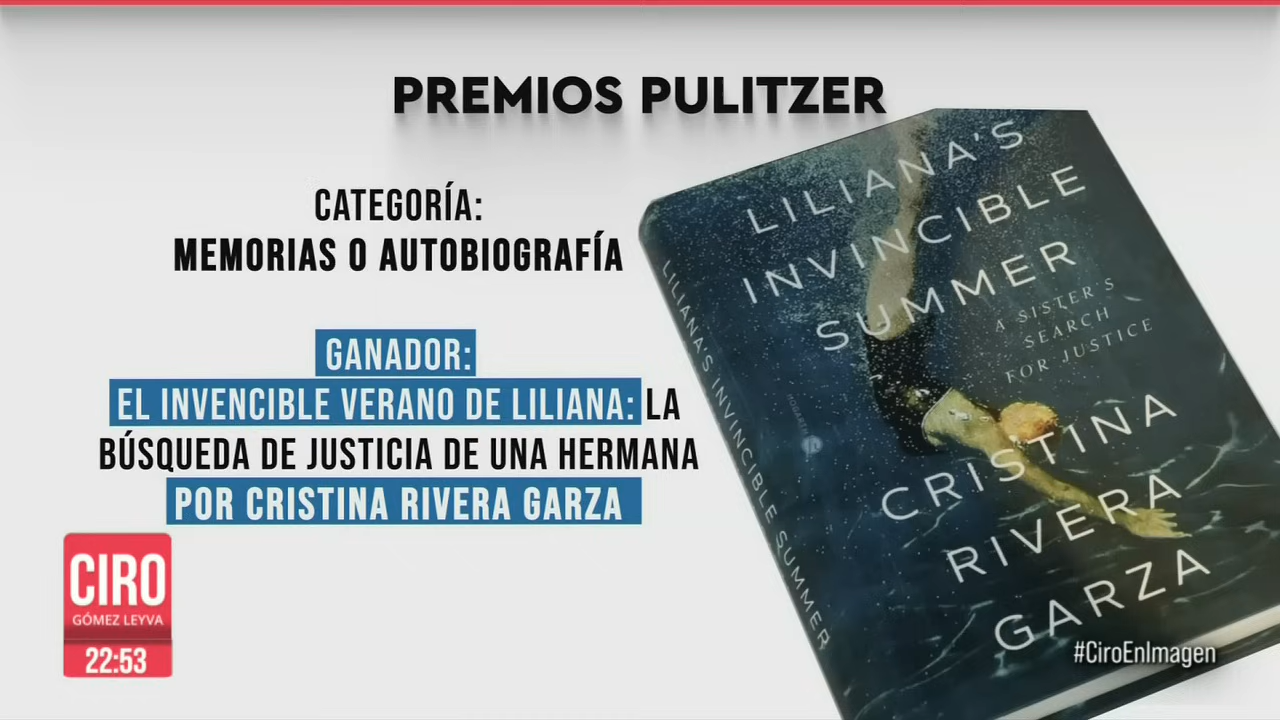 PREMIOS PULITZER
CATEGORÍA:
MEMORIAS O AUTOBIOGRAFÍA
GANADOR:
EL INVENCIBLE VERANO DE LILIANA: LA
BÚSQUEDA DE JUSTICIA DE UNA HERMANA
POR CRISTINA RIVERA GARZA
LILIANA'S
INVINCIBLE
SUMMER
A SISTER'S
SEARCH
FOR JUSTICE
CRISTINA
RIVERA
GARZA
LILIANA'S INVINCIBLE SUMMER
HOGARTH
CIRO
GÓMEZ LEYVA
22:53
#CiroEnImagen